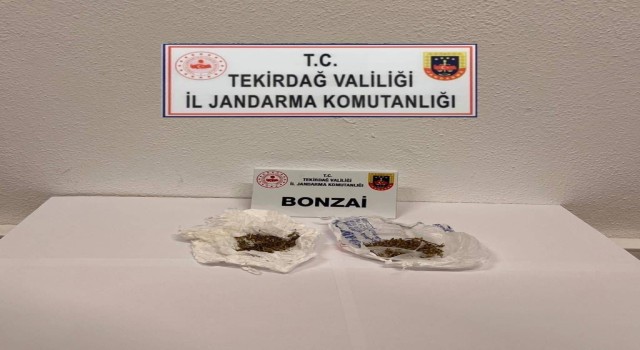 T.C.
TEKİRDAĞ VALİLİĞİ
İL JANDARMA KOMUTANLIĞI
T.C.
TEKİRDAĞ VALİLİĞİ
İL JANDARMA KOMUTANLIĞI
BONZAİ